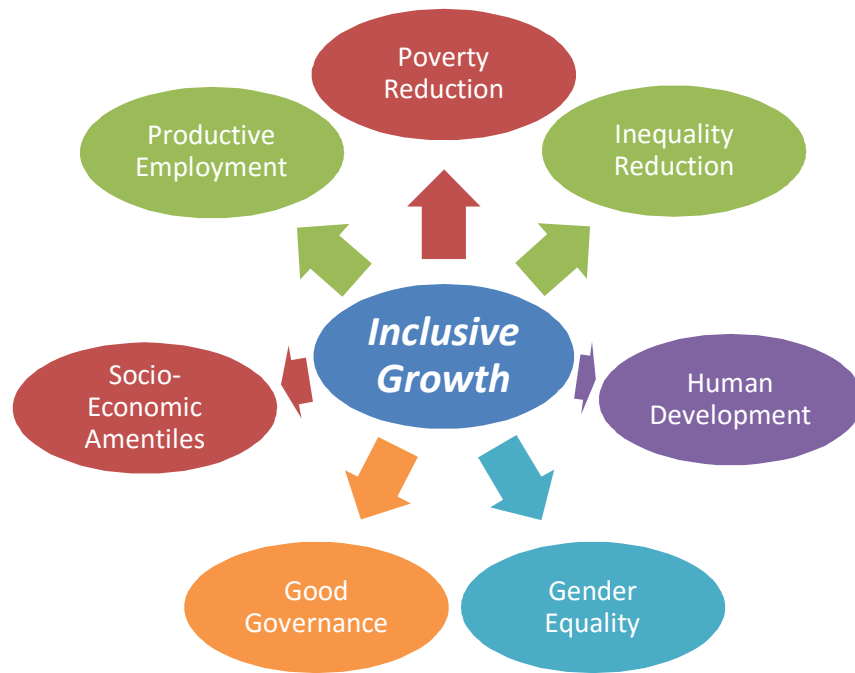 Poverty
Reduction
Productive
Employment
Inequality
Reduction
Inclusive
Growth
Socio-
Economic
Amentiles
Human
Development
Good
Governance
Gender
Equality